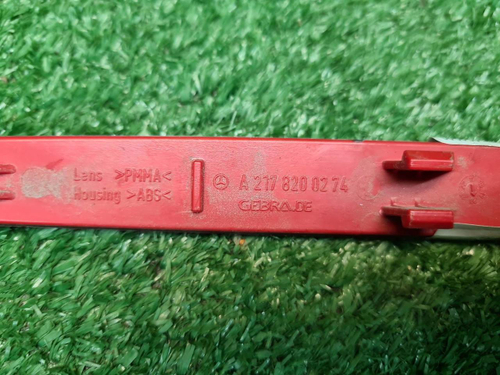 Lens >PMMA<
Housing >ABS<
A 217 820 02 74
GEBRA.DE